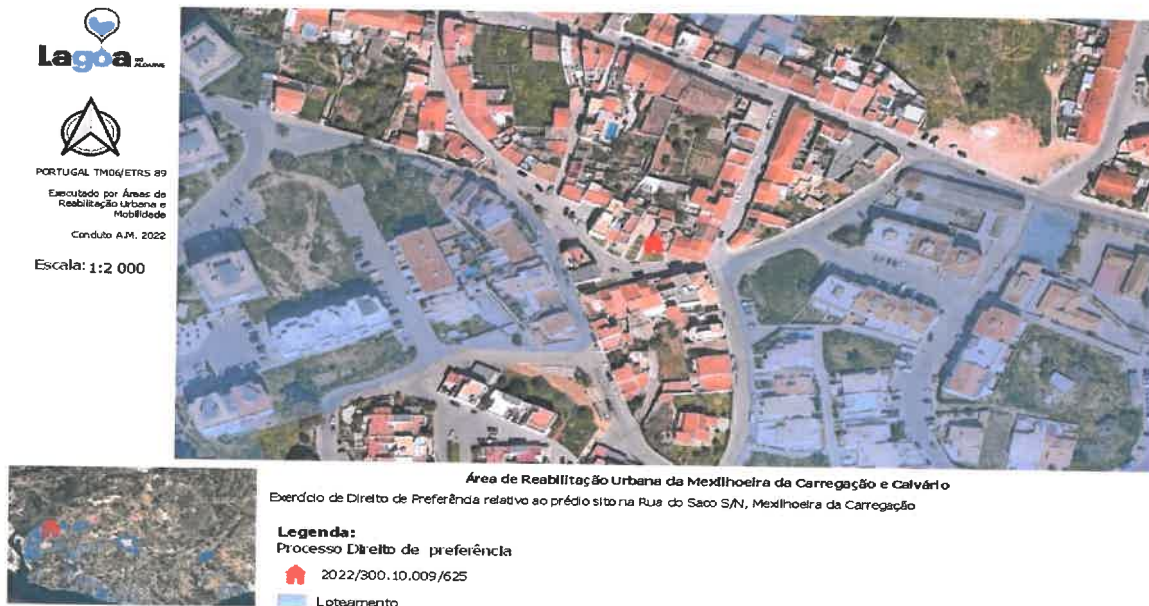 Lagoa
DO ALGARVE
PORTUGAL TM06/ETRS 89
Executado por Áreas de
Reabilitação Urbana e
Mobilidade
Conduto A.M. 2022
Escala: 1:2 000
Área de Reabilitação Urbana da Mexilhoeira da Carregação e Calvário
Exercício de Direito de Preferência relativo ao prédio sito na Rua do Saco S/N, Mexilhoeira da Carregação
Legenda:
Processo Direito de preferência
2022/300.10.009/625
Loteamento